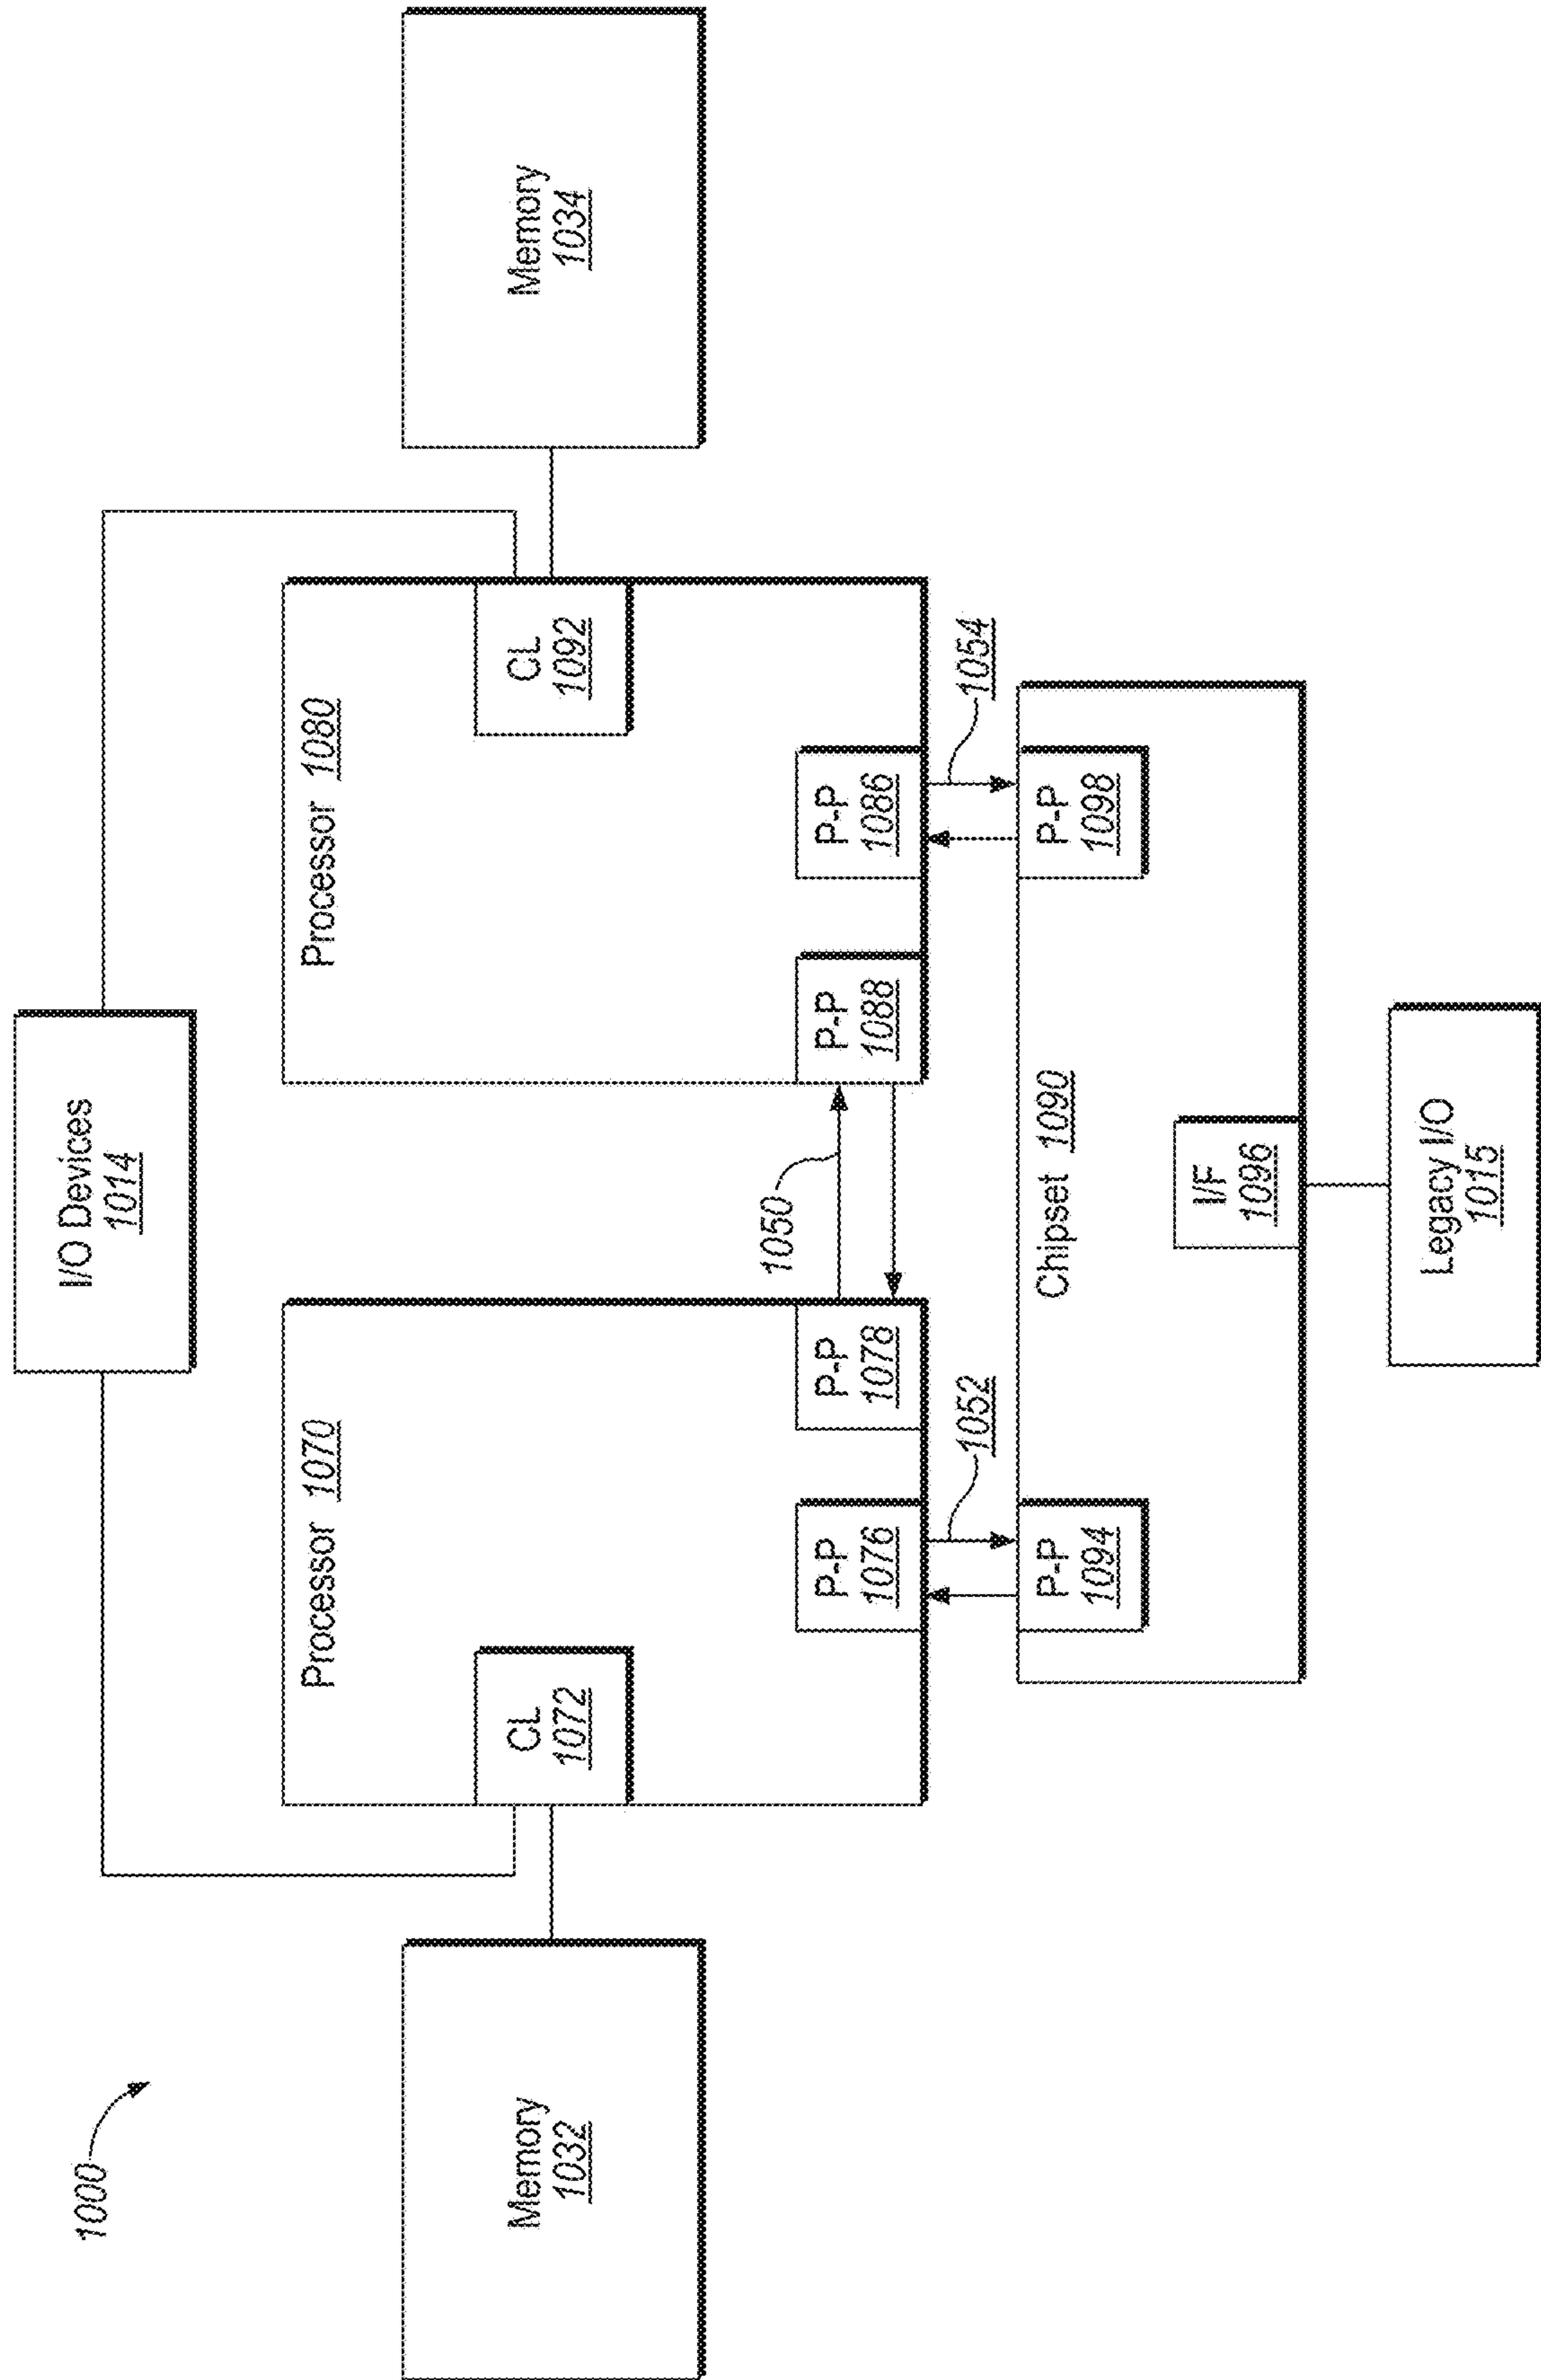 1000
I/O Devices
1014
Memory
1032
Processor 1070
CL
1072
P-P
1076
P-P
1078
1050
Processor 1080
CL
1092
P-P
1088
P-P
1086
Memory
1034
1052
1054
P-P
1094
Chipset 1090
P-P
1098
I/F
1096
Legacy I/O
1015